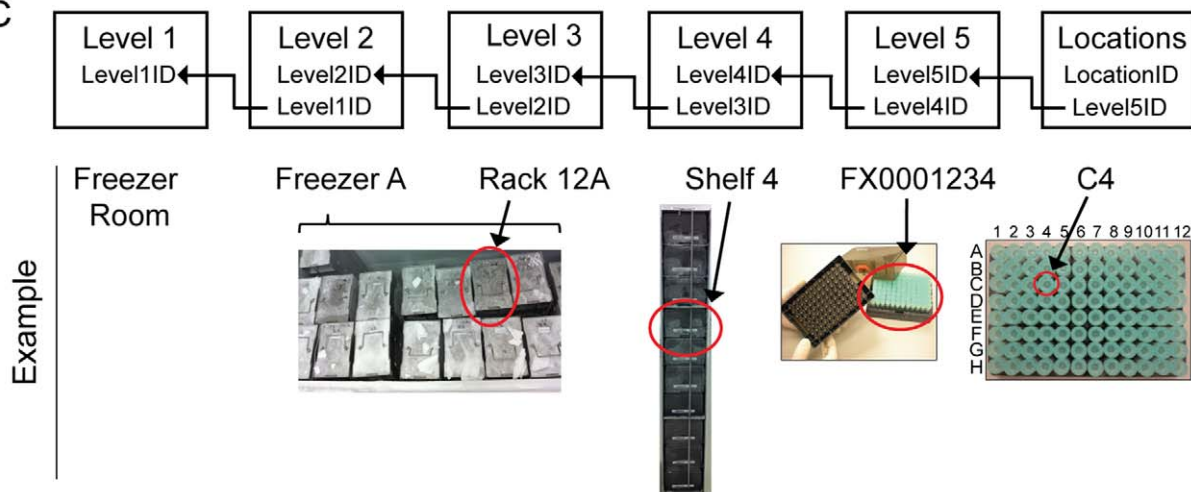 C
Level 1
Level1ID
Level 2
Level2ID
Level1ID
Level 3
Level3ID
Level2ID
Level 4
Level4ID
Level3ID
Level 5
Level5ID
Level4ID
Locations
LocationID
Level5ID
Example
Freezer
Room
Freezer A
Rack 12A
Shelf 4
FX0001234
C4
1 2 3 4 5 6 7 8 9 10 11 12
A
B
C
D
E
F
G
H